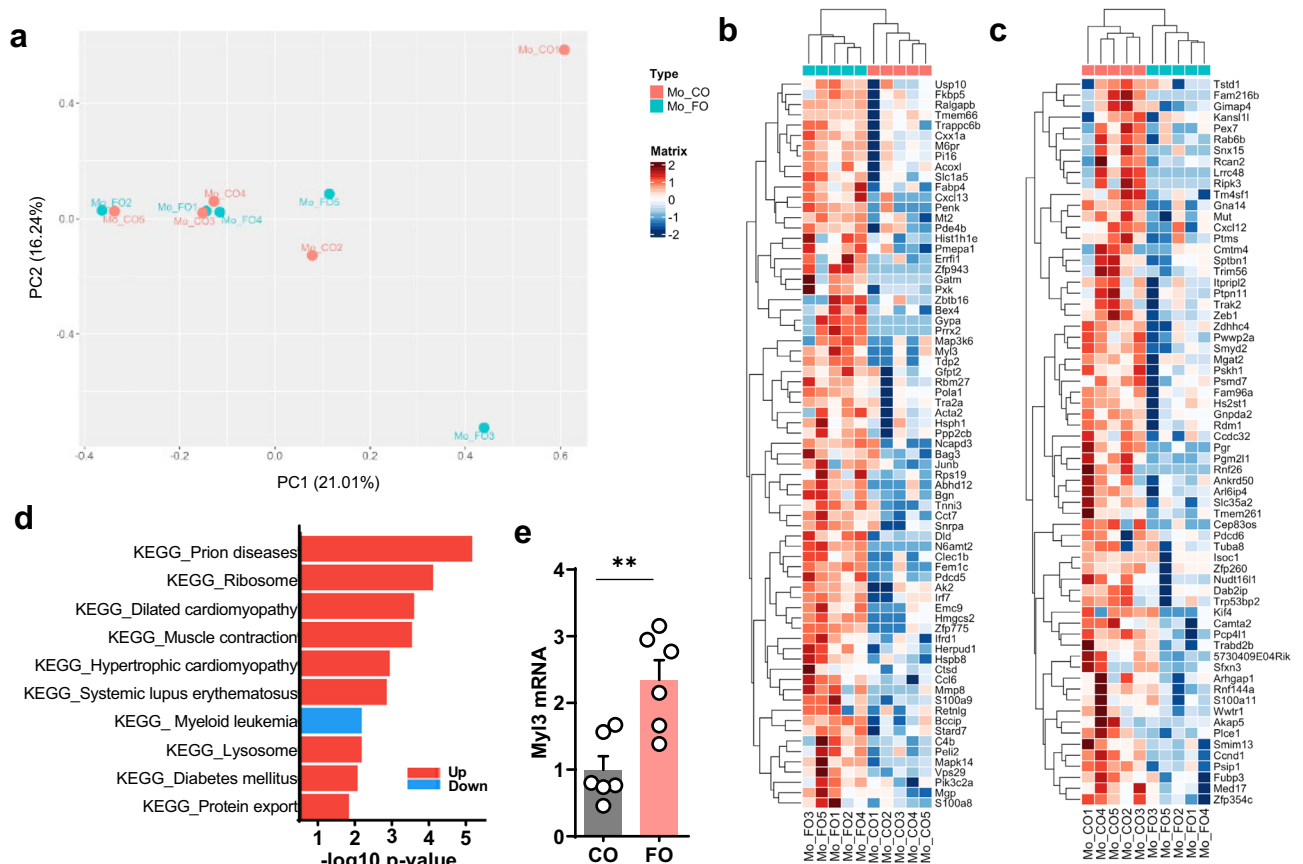 a
Mo_CO1
0.4
Mo_CO4
Mo_FO2
Mo_FO1
Mo_FO5
0.0
Mo_CO5
Mo_CO3
Mo_FO4
Mo_CO2
-0.4
Mo_FO3
-0.4
-0.2
0.0
0.2
0.4
0.6
PC2 (16.24%)
PC1 (21.01%)
Type
Mo_CO
Mo_FO
Matrix
2
1
0
-1
-2
b
Usp10
Fkbp5
Ralgapb
Tmem66
Trappc6b
Cxx1a
M6pr
Pi16
Acoxl
Slc1a5
Fabp4
Cxcl13
Penk
Mt2
Pde4b
Hist1h1e
Pmepa1
Errfi1
Zfp943
Gatm
Pxk
Zbtb16
Bex4
Gypa
Prrx2
Map3k6
Myl3
Tdp2
Gfpt2
Rbm27
Pola1
Tra2a
Acta2
Hsph1
Ppp2cb
Ncapd3
Bag3
Junb
Rps19
Abhd12
Bgn
Tnni3
Cct7
Snrpa
Dld
N6amt2
Clec1b
Fem1c
Pdcd5
Ak2
Irf7
Emc9
Hmgcs2
Zfp775
Ifrd1
Herpud1
Hspb8
Ctsd
Ccl6
Mmp8
S100a9
Retnlg
Bccip
Stard7
C4b
Peli2
Mapk14
Vps29
Pik3c2a
Mgp
S100a8
Mo_FO3
Mo_FO5
Mo_FO1
Mo_FO2
Mo_FO4
Mo_CO1
Mo_CO2
Mo_CO3
Mo_CO4
Mo_CO5
c
Tstd1
Fam216b
Gimap4
Kansl1l
Pex7
Rab6b
Snx15
Rcan2
Lrrc48
Ripk3
Tm4sf1
Gna14
Mut
Cxcl12
Ptms
Cmtm4
Sptbn1
Trim56
Itpripl2
Ptpn11
Trak2
Zeb1
Zdhhc4
Pwwp2a
Smyd2
Mgat2
Pskh1
Psmd7
Fam96a
Hs2st1
Gnpda2
Rdm1
Ccdc32
Pgr
Pgm2l1
Rnf26
Ankrd50
Arl6ip4
Slc35a2
Tmem261
Cep83os
Pdcd6
Tuba8
Isoc1
Zfp260
Nudt16l1
Dab2ip
Trp53bp2
Kif4
Camta2
Pcp4l1
Trabd2b
5730409E04Rik
Sfxn3
Arhgap1
Rnf144a
S100a11
Wwtr1
Akap5
Plce1
Smim13
Ccnd1
Psip1
Fubp3
Med17
Zfp354c
Mo_CO1
Mo_CO4
Mo_CO5
Mo_CO2
Mo_CO3
Mo_FO3
Mo_FO5
Mo_FO2
Mo_FO1
Mo_FO4
d
KEGG_Prion diseases
KEGG_Ribosome
KEGG_Dilated cardiomyopathy
KEGG_Muscle contraction
KEGG_Hypertrophic cardiomyopathy
KEGG_Systemic lupus erythematosus
KEGG_ Myeloid leukemia
KEGG_Lysosome
KEGG_Diabetes mellitus
KEGG_Protein export
Up
Down
1 2 3 4 5
-log10 p-value
e
**
4
3
2
1
0
Myl3 mRNA
CO
FO